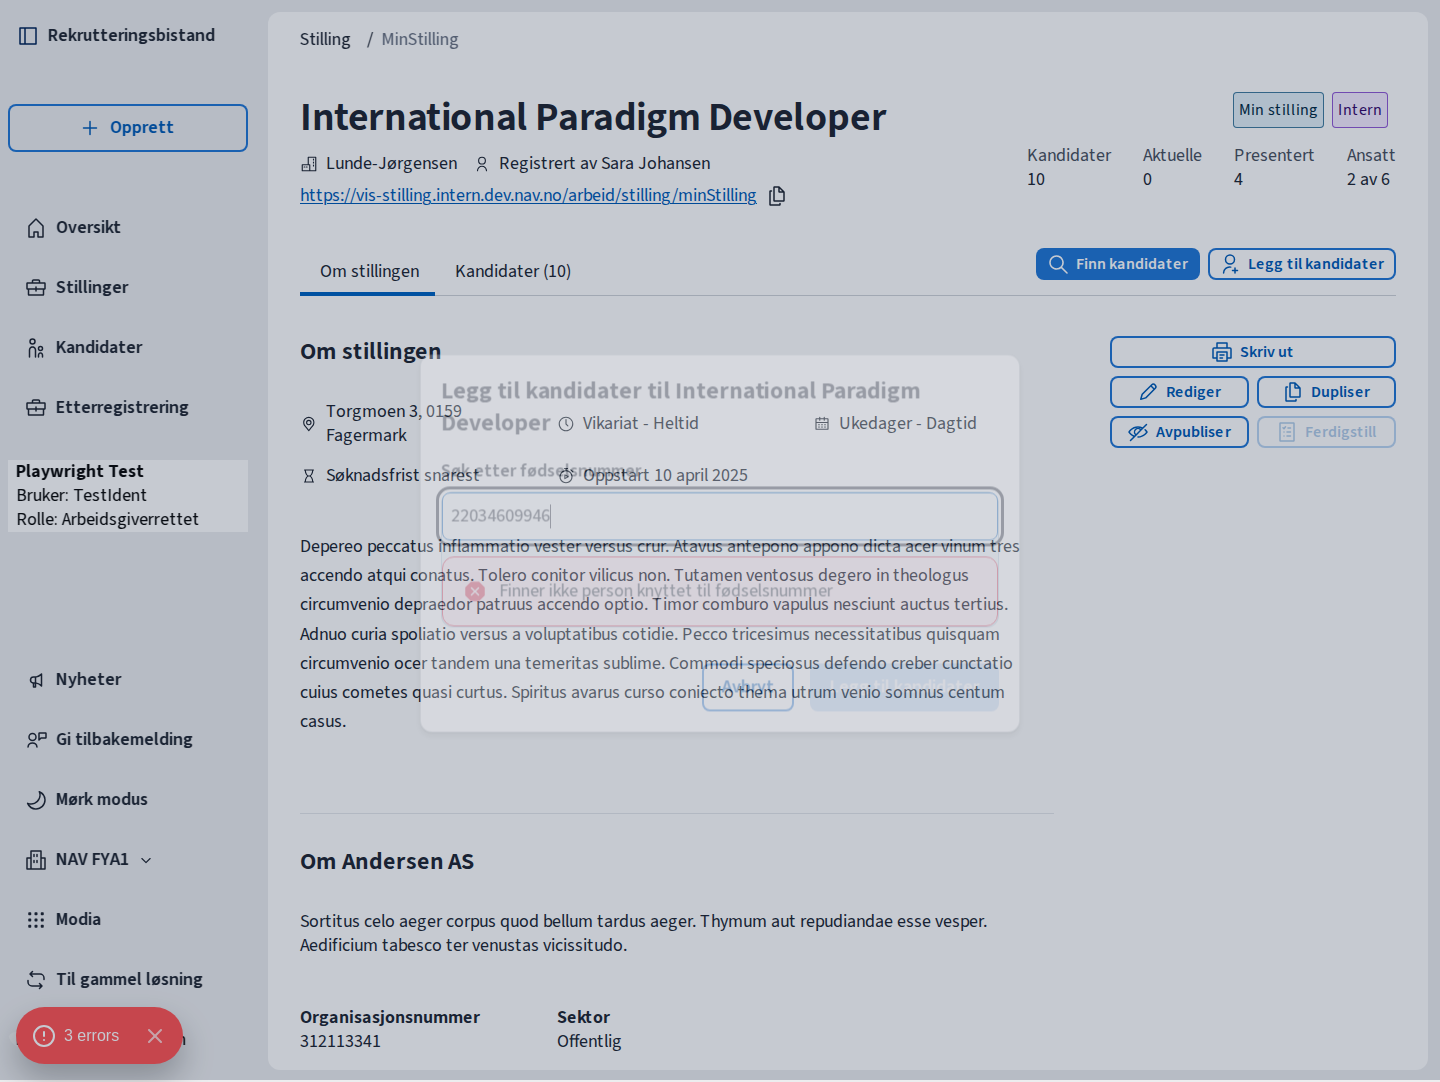 Rekrutteringsbistand
Opprett
Oversikt
Stillinger
Kandidater
Etterregistrering
Playwright Test
Bruker: TestIdent
Rolle: Arbeidsgiverrettet
Nyheter
Gi tilbakemelding
Mørk modus
NAV FYA1
Modia
Til gammel løsning
3 errors
Stilling / MinStilling
International Paradigm Developer
Min stilling Intern
Lunde-Jørgensen Registrert av Sara Johansen
https://vis-stilling.intern.dev.nav.no/arbeid/stilling/minStilling
Kandidater Aktuelle Presentert Ansatt
10 0 4 2 av 6
Om stillingen Kandidater (10)
Finn kandidater Legg til kandidater
Om stillingen
Skriv ut
Rediger Dupliser
Avpubliser Ferdigstill
Torgmoen 3, 0159
Fagermark
Vikariat - Heltid
Ukedager - Dagtid
Søknadsfrist snarest
Oppstart 10 april 2025
Legg til kandidater til International Paradigm
Developer
Søk etter fødselsnummer
22034609946
Finner ikke person knyttet til fødselsnummer
Avbryt
Legg til kandidater
Depereo peccatus inflammatio vester versus crur. Atavus antepono appono dicta acer vinum tres
accendo atqui conatus. Tolero conitor vilicus non. Tutamen ventosus degero in theologus
circumvenio depraedor patruus accendo optio. Timor comburo vapulus nesciunt auctus tertius.
Adnuo curia spoliatio versus a voluptatibus cotidie. Pecco tricesimus necessitatibus quisquam
circumvenio ocer tandem una temeritas sublime. Commodi speciosus defendo creber cunctatio
cuius cometes quasi curtus. Spiritus avarus curso coniecto thema utrum venio somnus centum
casus.
Om Andersen AS
Sortitus celo aeger corpus quod bellum tardus aeger. Thymum aut repudiandae esse vesper.
Aedificium tabesco ter venustas vicissitudo.
Organisasjonsnummer Sektor
312113341 Offentlig